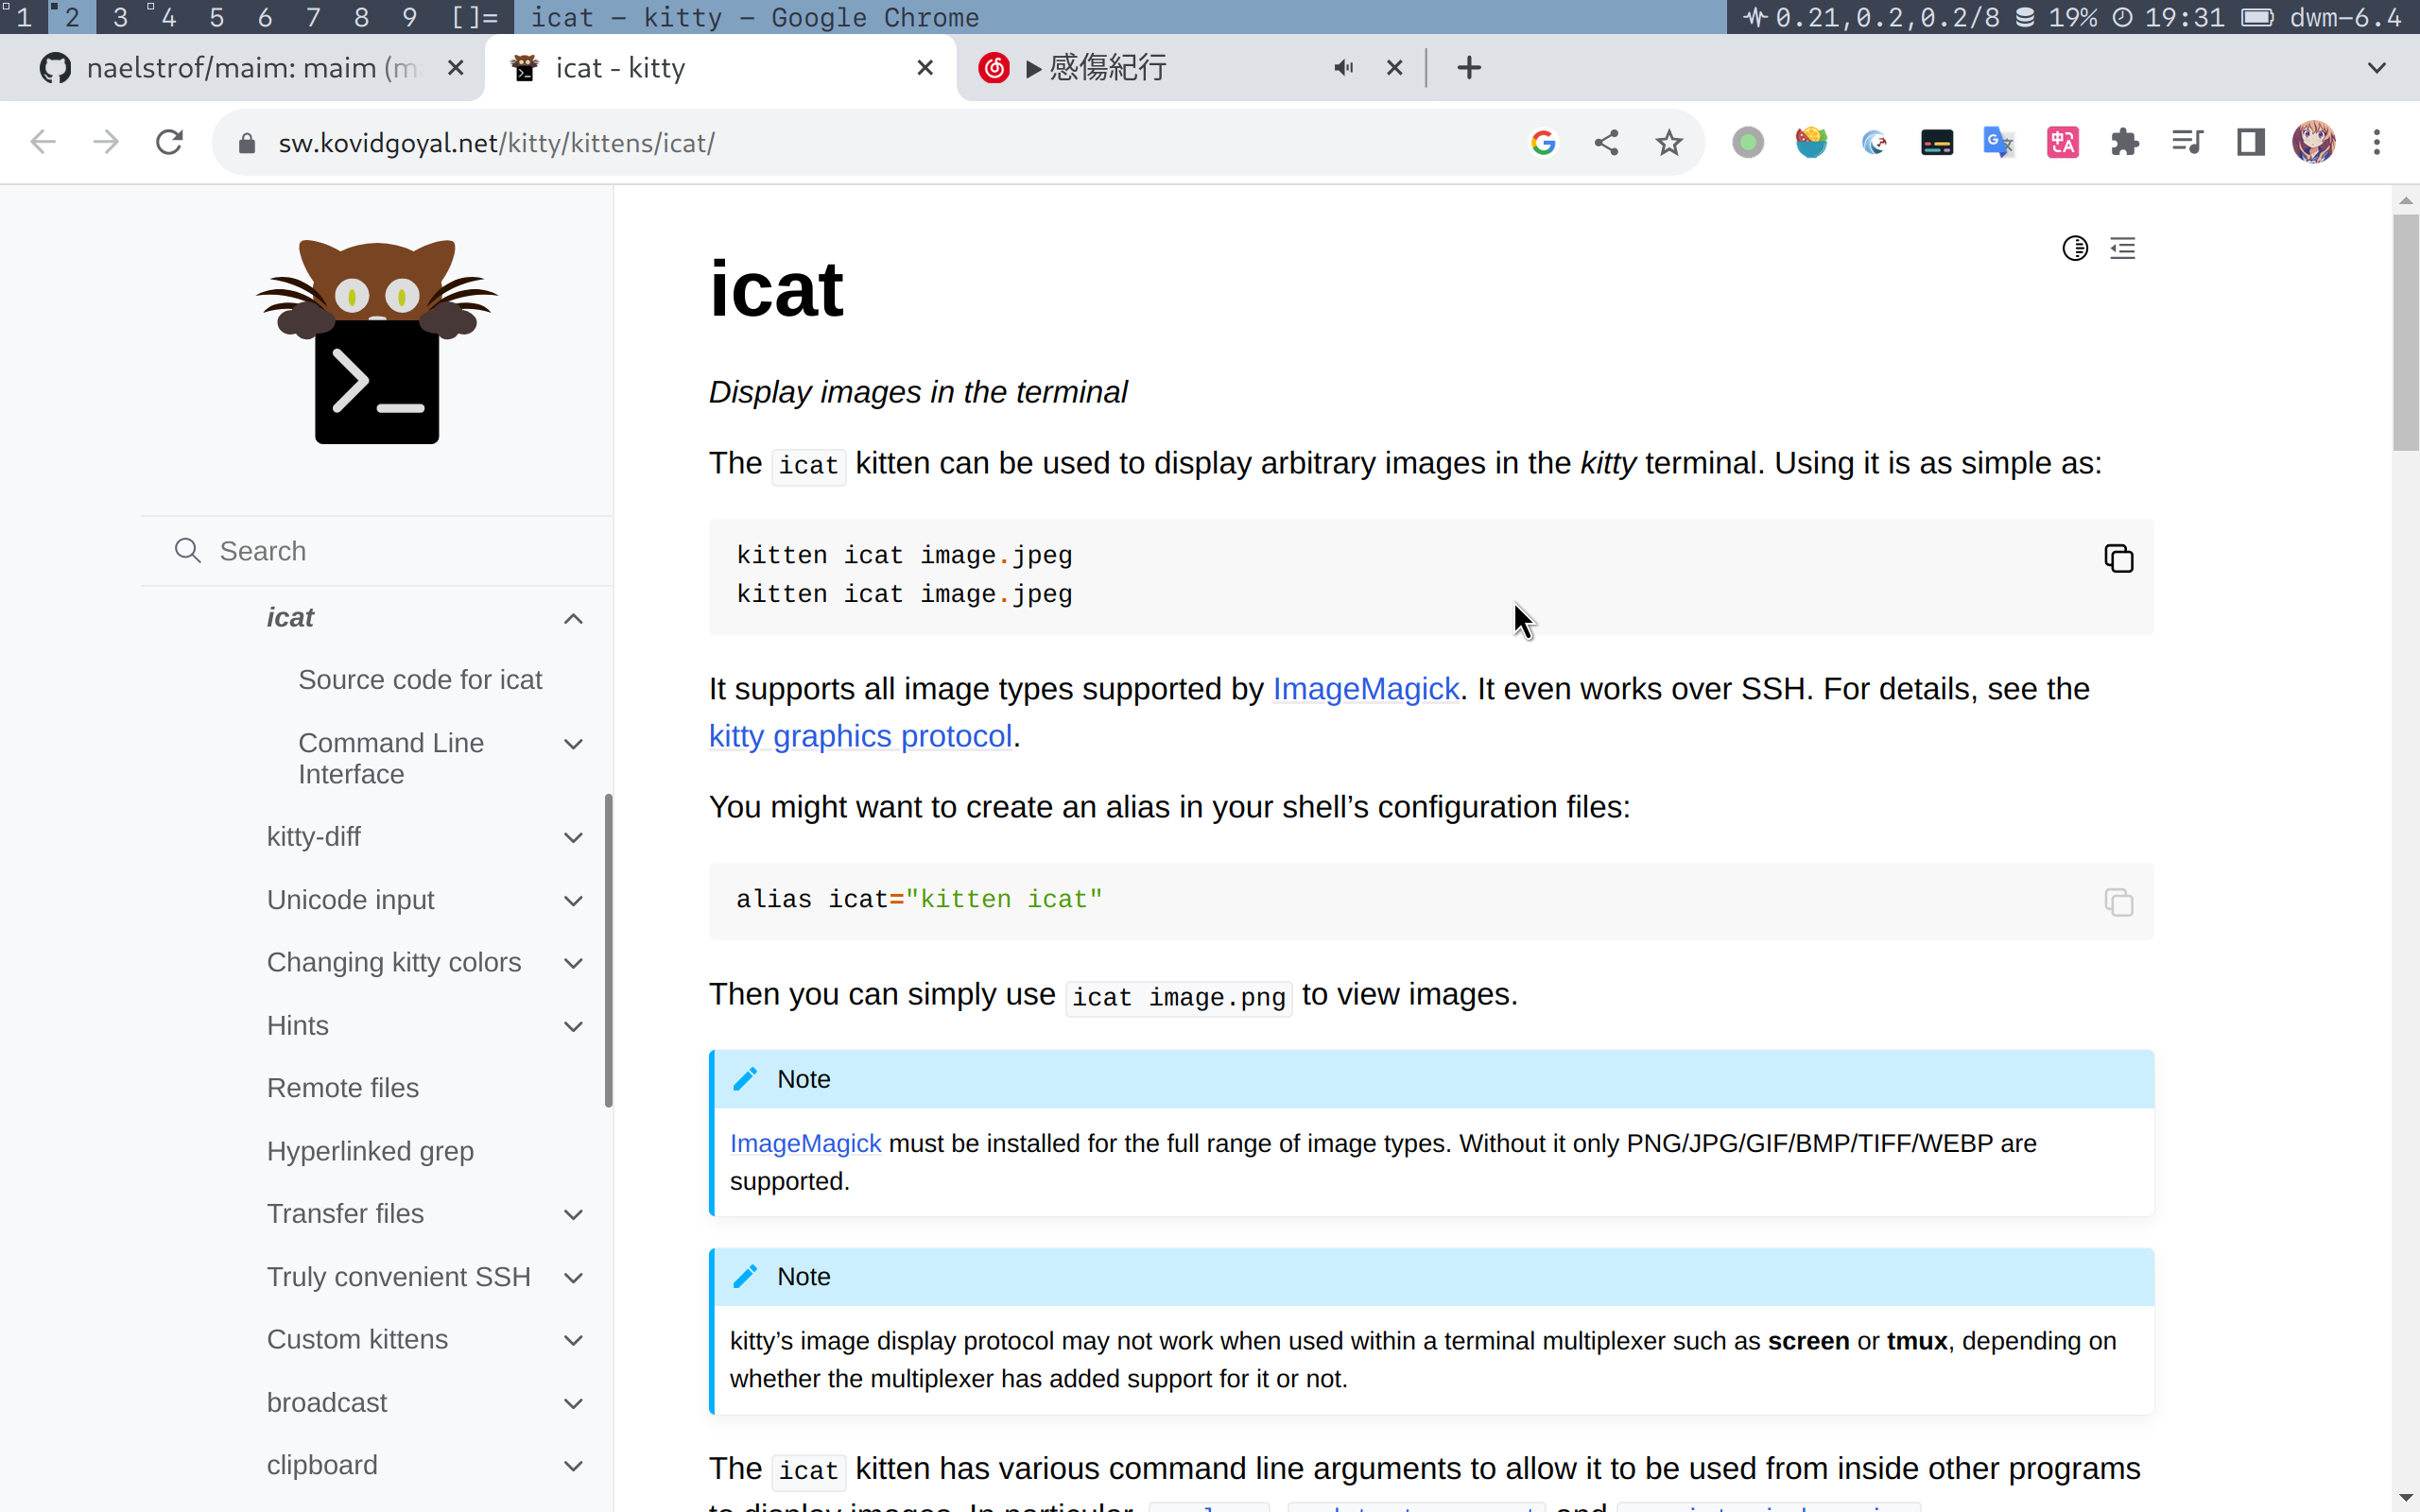 1 2 3 4 5 6 7 8 9 []= icat – kitty – Google Chrome 0.21,0.2,0.2/8 19% 19:31 dwm-6.4
naelstrof/maim: maim (m icat - kitty ▶ 感傷紀行
sw.kovidgoyal.net/kitty/kittens/icat/
Search
icat
Source code for icat
Command Line
Interface
kitty-diff
Unicode input
Changing kitty colors
Hints
Remote files
Hyperlinked grep
Transfer files
Truly convenient SSH
Custom kittens
broadcast
clipboard
icat
Display images in the terminal
The icat kitten can be used to display arbitrary images in the kitty terminal. Using it is as simple as:
kitten icat image.jpeg
kitten icat image.jpeg
It supports all image types supported by ImageMagick. It even works over SSH. For details, see the
kitty graphics protocol.
You might want to create an alias in your shell’s configuration files:
alias icat="kitten icat"
Then you can simply use icat image.png to view images.
Note
ImageMagick must be installed for the full range of image types. Without it only PNG/JPG/GIF/BMP/TIFF/WEBP are
supported.
Note
kitty’s image display protocol may not work when used within a terminal multiplexer such as screen or tmux, depending on
whether the multiplexer has added support for it or not.
The icat kitten has various command line arguments to allow it to be used from inside other programs
to display images. In particular, and